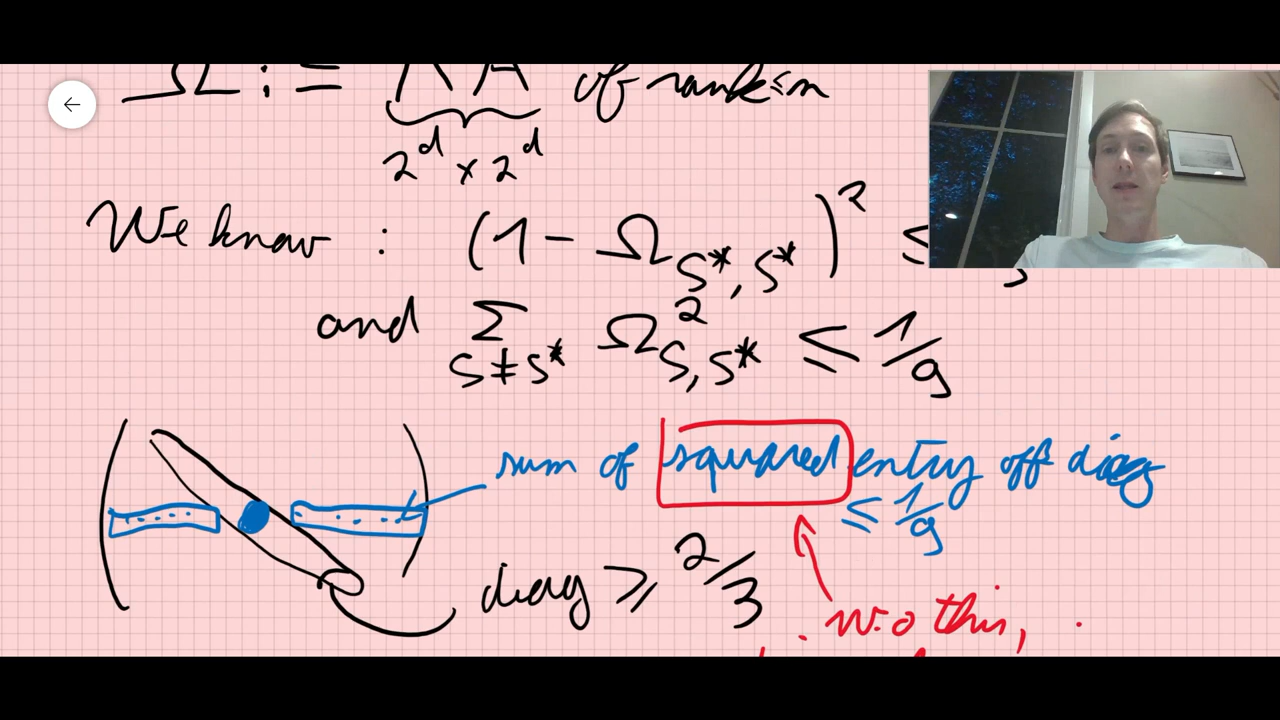 Ω := Λ A of rank ≤ n
2^d × 2^d
We know : (1 - Ω_{S*, S*})² ≤
and Σ_{S≠S*} Ω²_{S, S*} ≤ 1/9
sum of squared entry off diag
≤ 1/9
diag ≥ 2/3
w.o this,